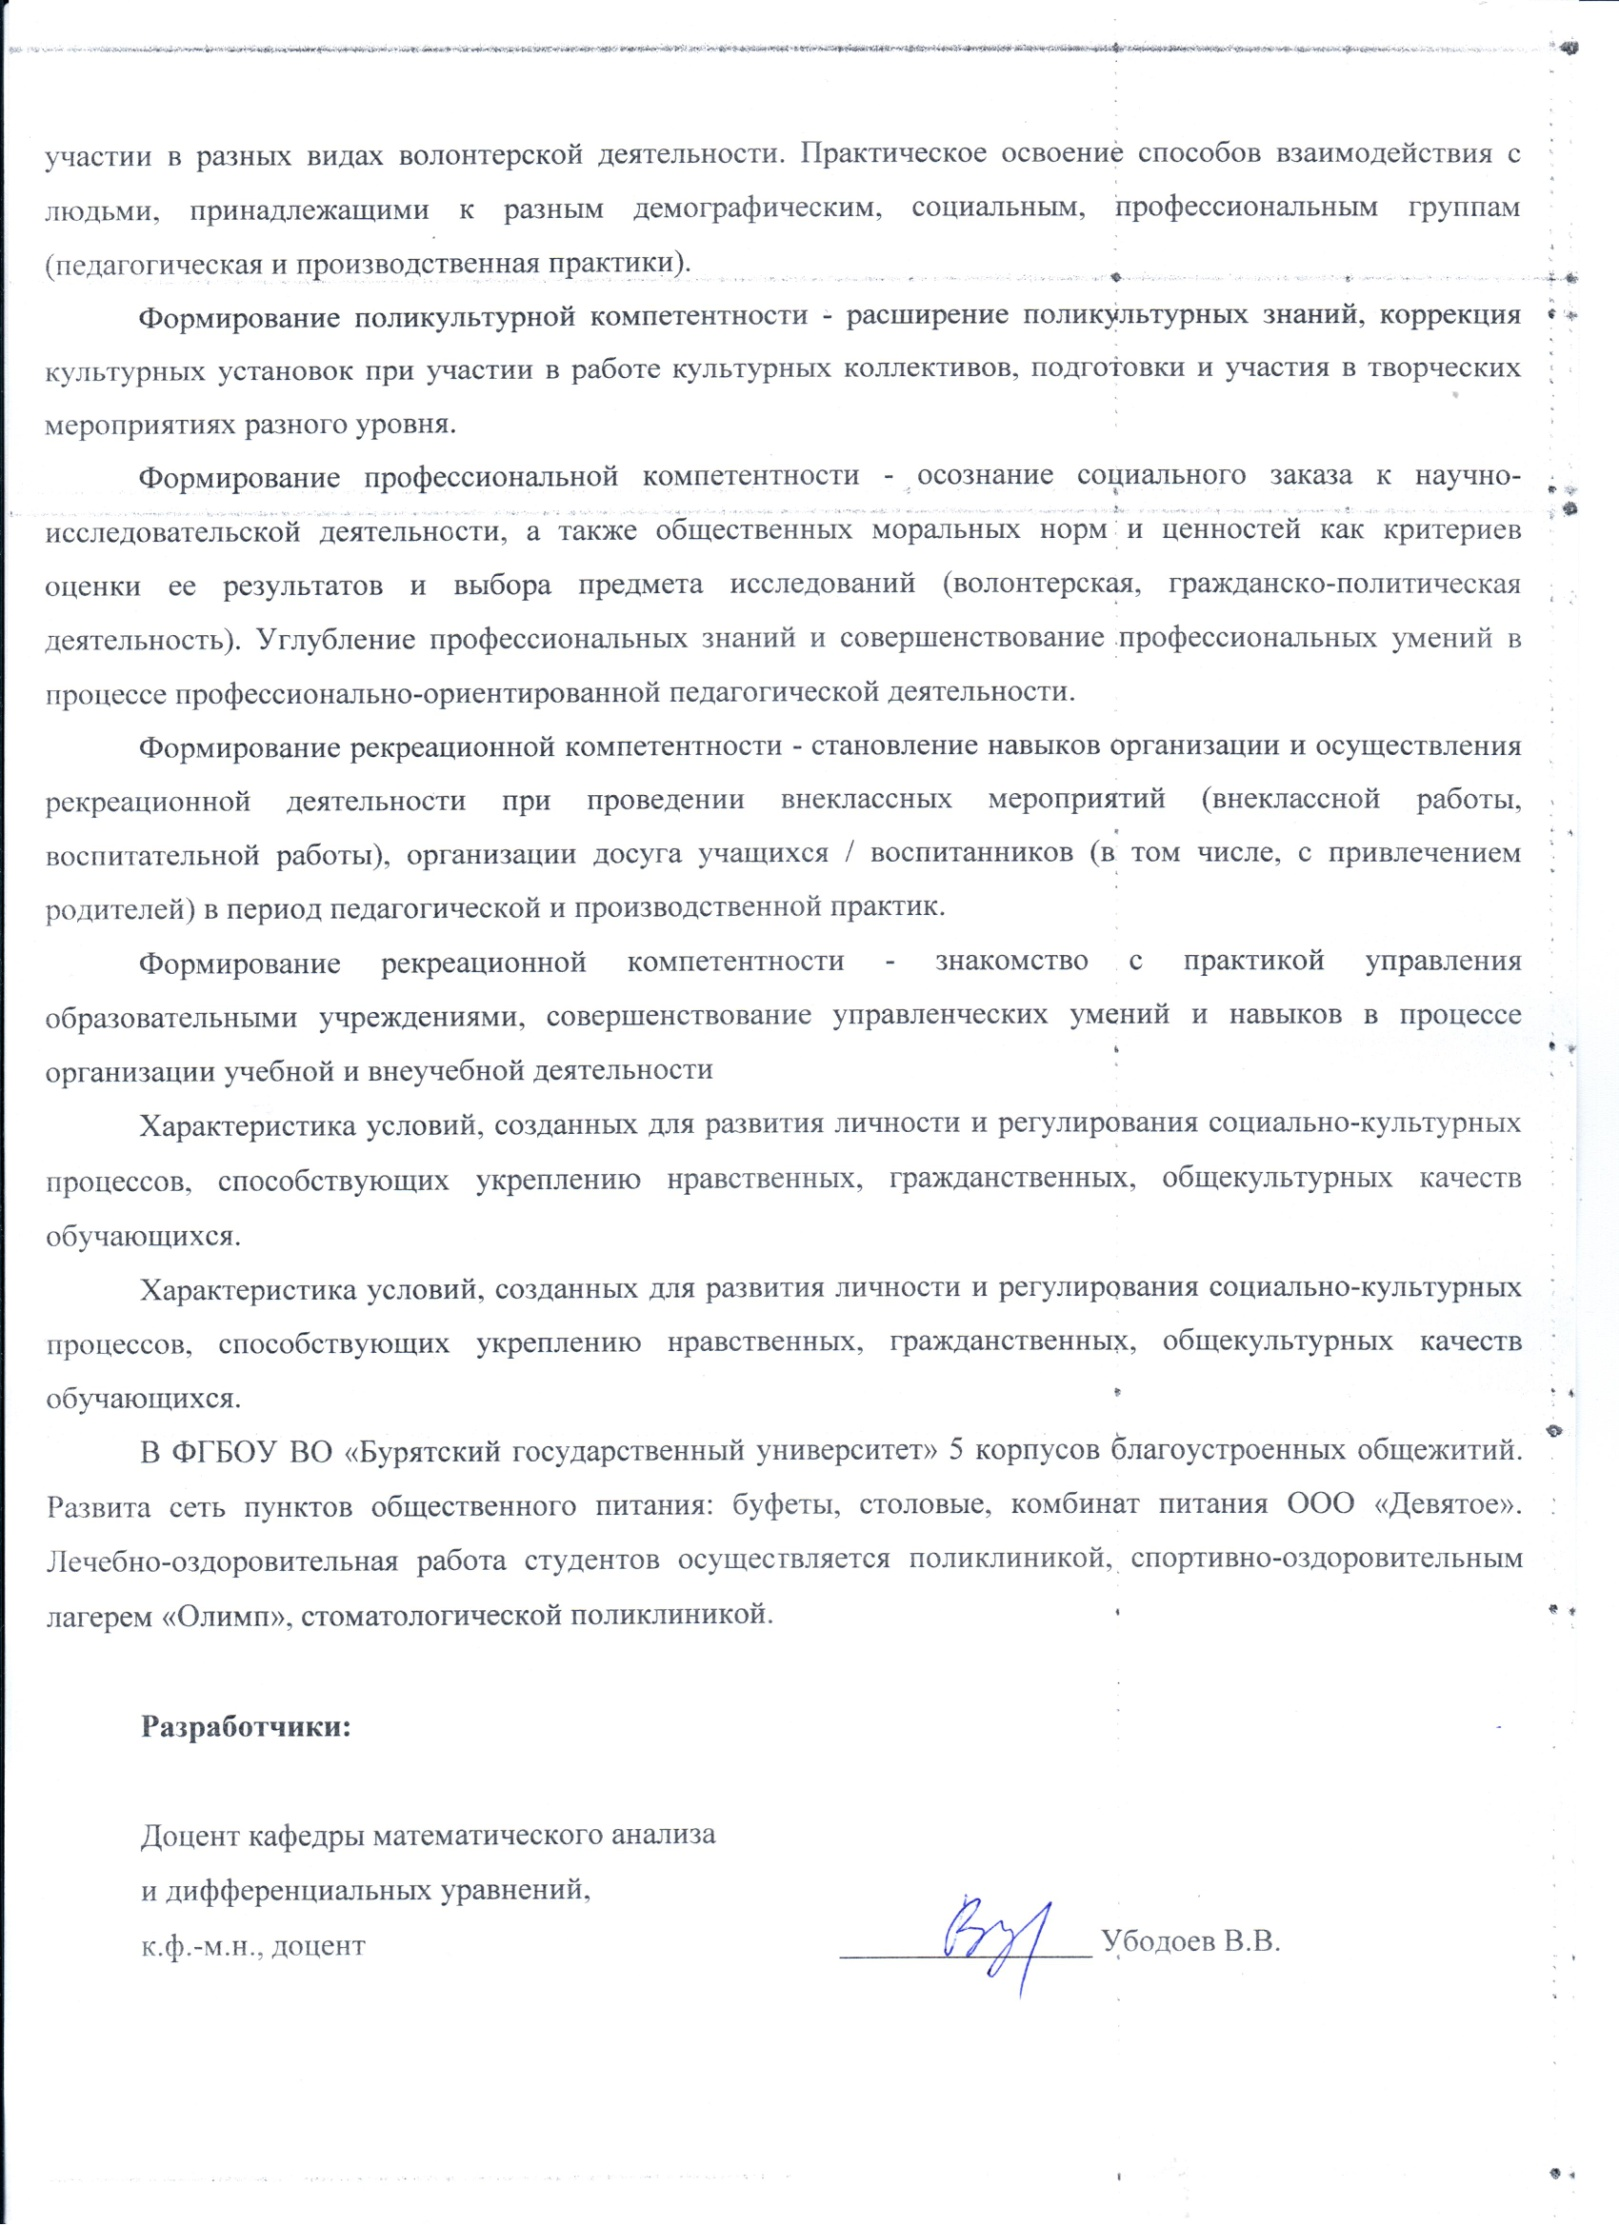 участии в разных видах волонтерской деятельности. Практическое освоение способов взаимодействия с
людьми, принадлежащими к разным демографическим, социальным, профессиональным группам
(педагогическая и производственная практики).
Формирование поликультурной компетентности - расширение поликультурных знаний, коррекция
культурных установок при участии в работе культурных коллективов, подготовки и участия в творческих
мероприятиях разного уровня.
Формирование профессиональной компетентности - осознание социального заказа к научно-
исследовательской деятельности, а также общественных моральных норм и ценностей как критериев
оценки ее результатов и выбора предмета исследований (волонтерская, гражданско-политическая
деятельность). Углубление профессиональных знаний и совершенствование профессиональных умений в
процессе профессионально-ориентированной педагогической деятельности.
Формирование рекреационной компетентности - становление навыков организации и осуществления
рекреационной деятельности при проведении внеклассных мероприятий (внеклассной работы,
воспитательной работы), организации досуга учащихся / воспитанников (в том числе, с привлечением
родителей) в период педагогической и производственной практик.
Формирование рекреационной компетентности - знакомство с практикой управления
образовательными учреждениями, совершенствование управленческих умений и навыков в процессе
организации учебной и внеучебной деятельности
Характеристика условий, созданных для развития личности и регулирования социально-культурных
процессов, способствующих укреплению нравственных, гражданственных, общекультурных качеств
обучающихся.
Характеристика условий, созданных для развития личности и регулирования социально-культурных
процессов, способствующих укреплению нравственных, гражданственных, общекультурных качеств
обучающихся.
В ФГБОУ ВО «Бурятский государственный университет» 5 корпусов благоустроенных общежитий.
Развита сеть пунктов общественного питания: буфеты, столовые, комбинат питания ООО «Девятое».
Лечебно-оздоровительная работа студентов осуществляется поликлиникой, спортивно-оздоровительным
лагерем «Олимп», стоматологической поликлиникой.
Разработчики:
Доцент кафедры математического анализа
и дифференциальных уравнений,
к.ф.-м.н., доцент Убодоев В.В.